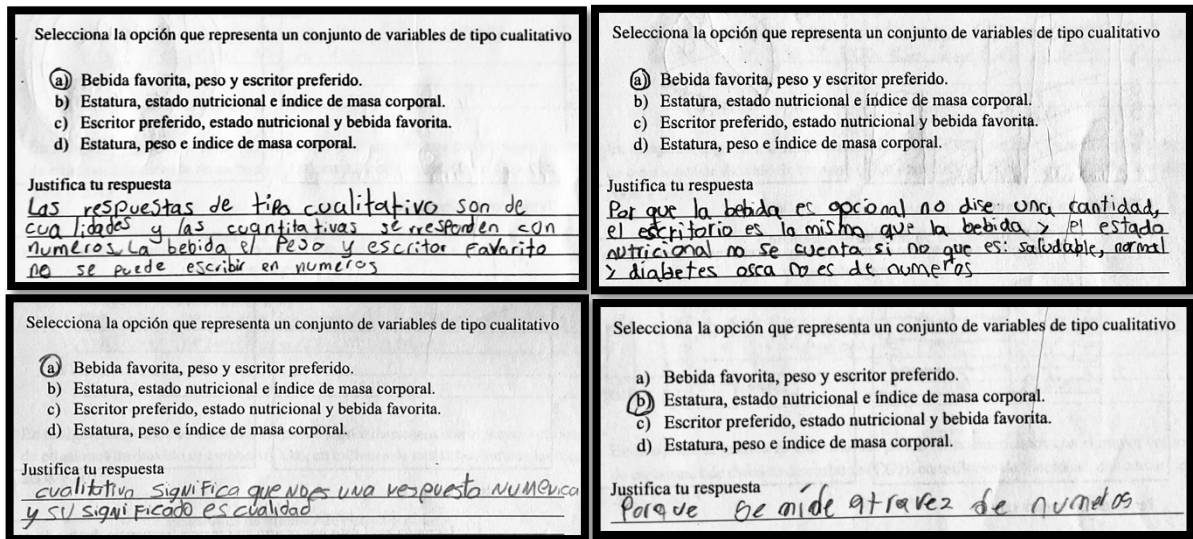 Selecciona la opción que representa un conjunto de variables de tipo cualitativo
a) Bebida favorita, peso y escritor preferido.
b) Estatura, estado nutricional e índice de masa corporal.
c) Escritor preferido, estado nutricional y bebida favorita.
d) Estatura, peso e índice de masa corporal.
Justifica tu respuesta
Las respuestas de tipo cualitativo son de
cualidades y las cuantitativas se rresponden con
numeros. La bebida el Peso y escritor Favarito
no se puede escribir en numeros
Selecciona la opción que representa un conjunto de variables de tipo cualitativo
a) Bebida favorita, peso y escritor preferido.
b) Estatura, estado nutricional e índice de masa corporal.
c) Escritor preferido, estado nutricional y bebida favorita.
d) Estatura, peso e índice de masa corporal.
Justifica tu respuesta
Por que la bebida es opcional no dise una cantidad,
el escritorio es lo mismo que la bebida y el estado
nutricional no se cuenta si no que es: saludable, normal
y diabetes osea no es de numeros
Selecciona la opción que representa un conjunto de variables de tipo cualitativo
a) Bebida favorita, peso y escritor preferido.
b) Estatura, estado nutricional e índice de masa corporal.
c) Escritor preferido, estado nutricional y bebida favorita.
d) Estatura, peso e índice de masa corporal.
Justifica tu respuesta
cualitativo significa que no es una respuesta numerica
y su significado es cualidad
Selecciona la opción que representa un conjunto de variables de tipo cualitativo
a) Bebida favorita, peso y escritor preferido.
b) Estatura, estado nutricional e índice de masa corporal.
c) Escritor preferido, estado nutricional y bebida favorita.
d) Estatura, peso e índice de masa corporal.
Justifica tu respuesta
Porque se mide atravez de numeros